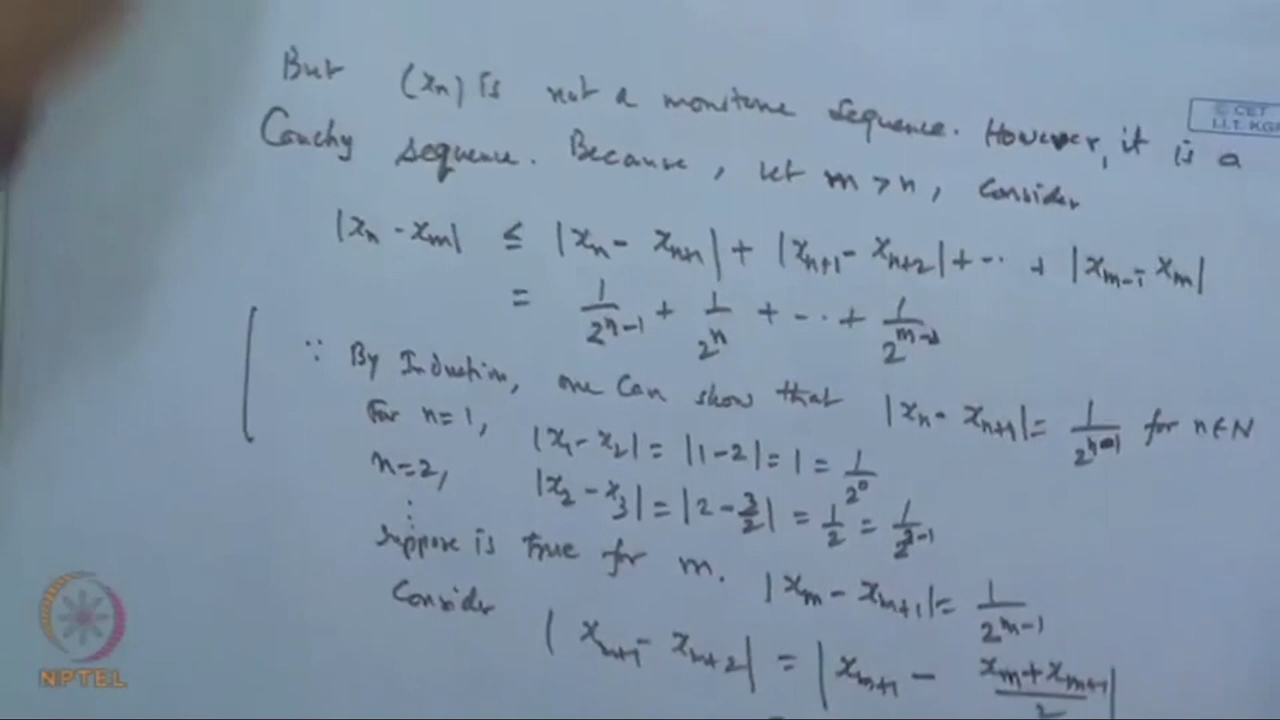 But (xn) is not a monotone sequence. However, it is a
© CET
I.I.T. KGP
Cauchy sequence. Because, let m > n, Consider
|xn - xm| ≤ |xn - xn+1| + |xn+1 - xn+2| + ... + |xm-1 - xm|
= 1/2^(n-1) + 1/2^n + ... + 1/2^(m-2)
∵ By Induction, one can show that |xn - xn+1| = 1/2^(n-1) for n∈N
For n=1, |x1 - x2| = |1-2| = 1 = 1/2^0
n=2, |x2 - x3| = |2 - 3/2| = 1/2 = 1/2^(2-1)
⋮
Suppose is true for m. |xm - xm+1| = 1/2^(m-1)
Consider |xm+1 - xm+2| = |xm+1 - (xm + xm+1)/2|
NPTEL